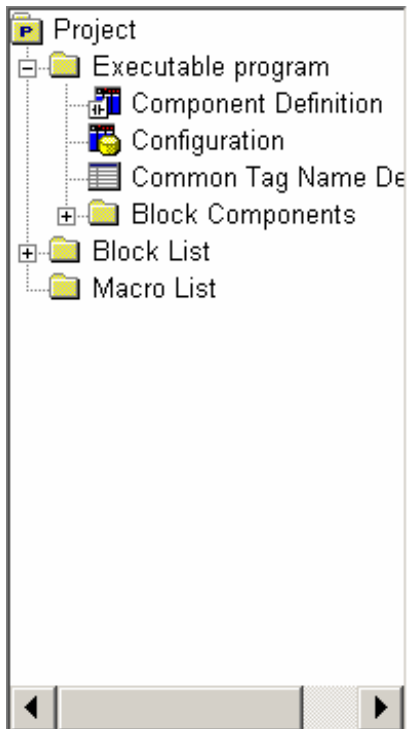 P Project
Executable program
Component Definition
Configuration
Common Tag Name De
Block Components
Block List
Macro List